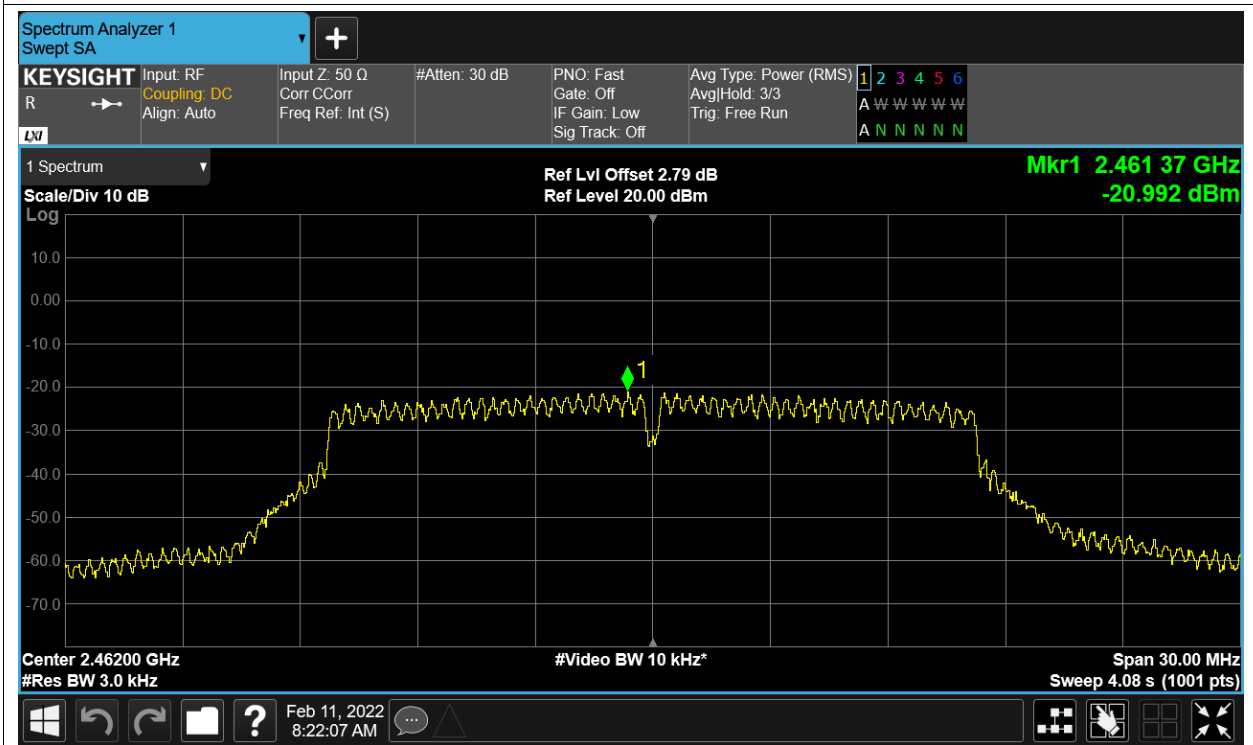 Spectrum Analyzer 1
Swept SA
+
KEYSIGHT
R
LXI
Input: RF
Coupling: DC
Align: Auto
Input Z: 50 Ω
Corr CCorr
Freq Ref: Int (S)
#Atten: 30 dB
PNO: Fast
Gate: Off
IF Gain: Low
Sig Track: Off
Avg Type: Power (RMS)
Avg|Hold: 3/3
Trig: Free Run
1 2 3 4 5 6
A W W W W W
A N N N N N
1 Spectrum
Scale/Div 10 dB
Log
Ref Lvl Offset 2.79 dB
Ref Level 20.00 dBm
Mkr1 2.461 37 GHz
-20.992 dBm
10.0
0.00
-10.0
1
-20.0
-30.0
-40.0
-50.0
-60.0
-70.0
Center 2.46200 GHz
#Res BW 3.0 kHz
#Video BW 10 kHz*
Span 30.00 MHz
Sweep 4.08 s (1001 pts)
?
Feb 11, 2022
8:22:07 AM